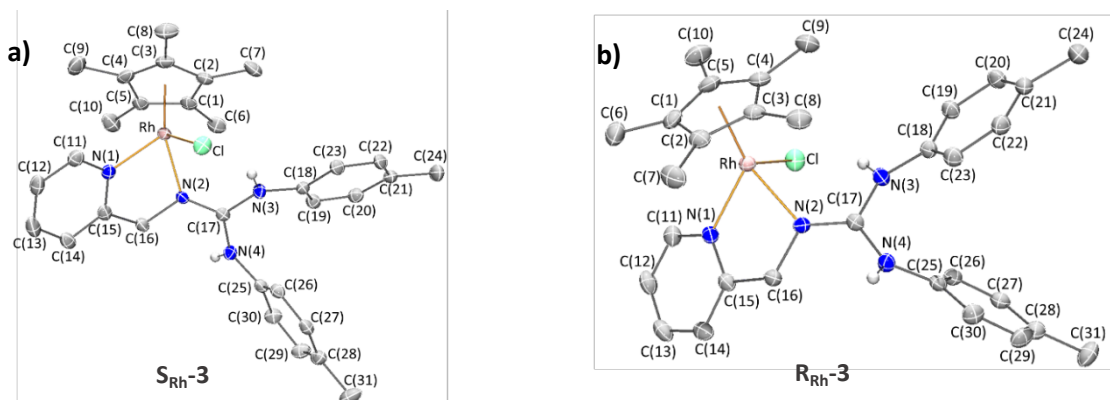 a)
C(8)
C(9)
C(3)
C(7)
C(4)
C(2)
C(5)
C(1)
C(10)
C(6)
Rh
Cl
C(11)
N(1)
C(12)
N(2)
C(23)
C(22)
C(24)
C(18)
C(21)
N(3)
C(19)
C(20)
C(15)
C(17)
C(13)
C(14)
C(16)
N(4)
C(25)
C(26)
C(30)
C(27)
C(29)
C(28)
C(31)
SRh-3
b)
C(9)
C(10)
C(4)
C(5)
C(24)
C(20)
C(19)
C(21)
C(3)
C(8)
C(1)
C(6)
C(2)
C(18)
C(22)
C(23)
Rh
Cl
C(7)
N(3)
N(2)
C(17)
C(11)
N(1)
N(4)
C(12)
C(25)
C(26)
C(15)
C(16)
C(27)
C(28)
C(30)
C(13)
C(14)
C(29)
C(31)
RRh-3